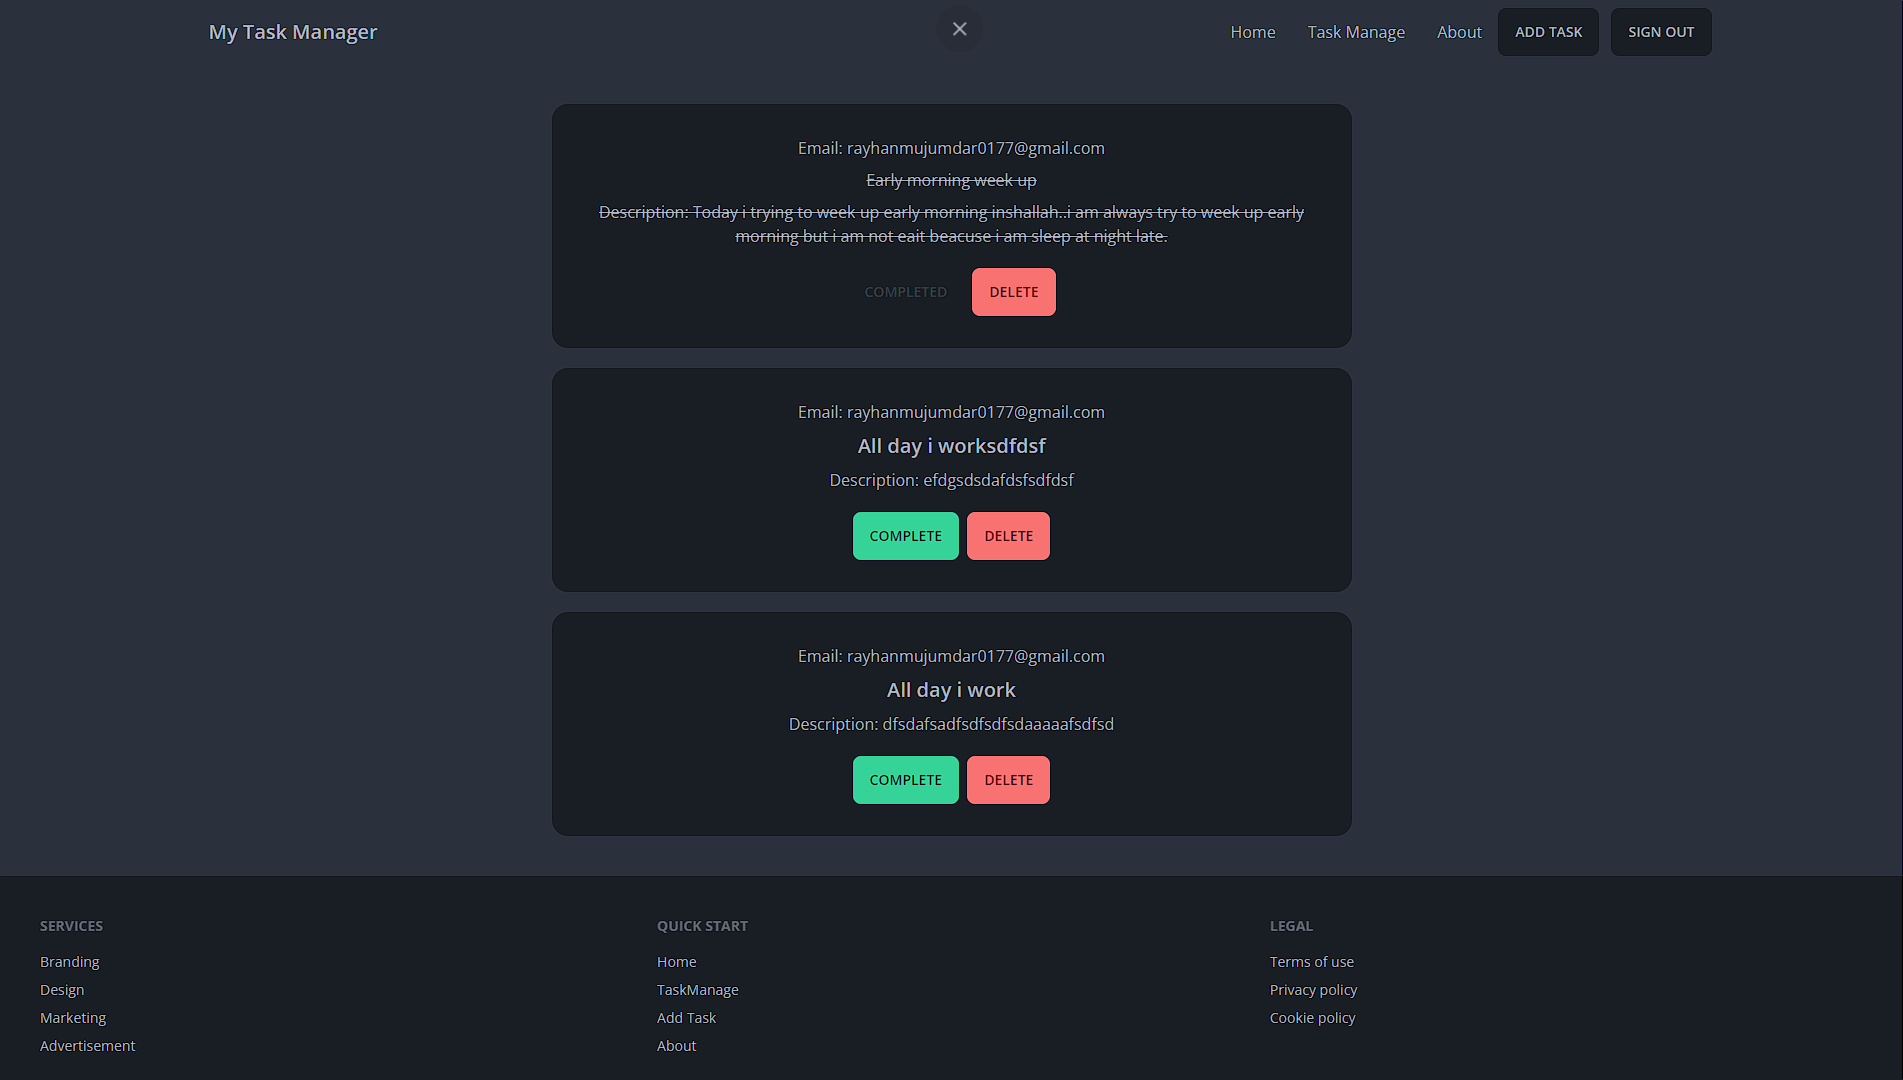 My Task Manager
Home
Task Manage
About
ADD TASK
SIGN OUT
Email: rayhanmujumdar0177@gmail.com
Early morning week up
Description: Today i trying to week up early morning inshallah..i am always try to week up early
morning but i am not eait beacuse i am sleep at night late.
COMPLETED
DELETE
Email: rayhanmujumdar0177@gmail.com
All day i worksdfdsf
Description: efdgsdsdafdsfsdfdsf
COMPLETE
DELETE
Email: rayhanmujumdar0177@gmail.com
All day i work
Description: dfsdafsadfsdfsdfsdaaaaafsdfsd
COMPLETE
DELETE
SERVICES
Branding
Design
Marketing
Advertisement
QUICK START
Home
TaskManage
Add Task
About
LEGAL
Terms of use
Privacy policy
Cookie policy